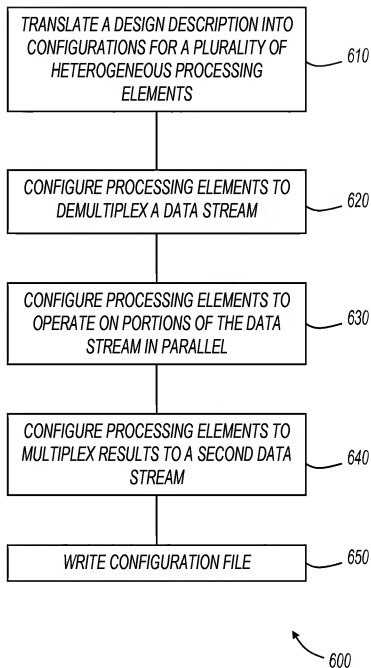 TRANSLATE A DESIGN DESCRIPTION INTO
CONFIGURATIONS FOR A PLURALITY OF
HETEROGENEOUS PROCESSING
ELEMENTS
610
CONFIGURE PROCESSING ELEMENTS TO
DEMULTIPLEX A DATA STREAM
620
CONFIGURE PROCESSING ELEMENTS TO
OPERATE ON PORTIONS OF THE DATA
STREAM IN PARALLEL
630
CONFIGURE PROCESSING ELEMENTS TO
MULTIPLEX RESULTS TO A SECOND DATA
STREAM
640
WRITE CONFIGURATION FILE
650
600